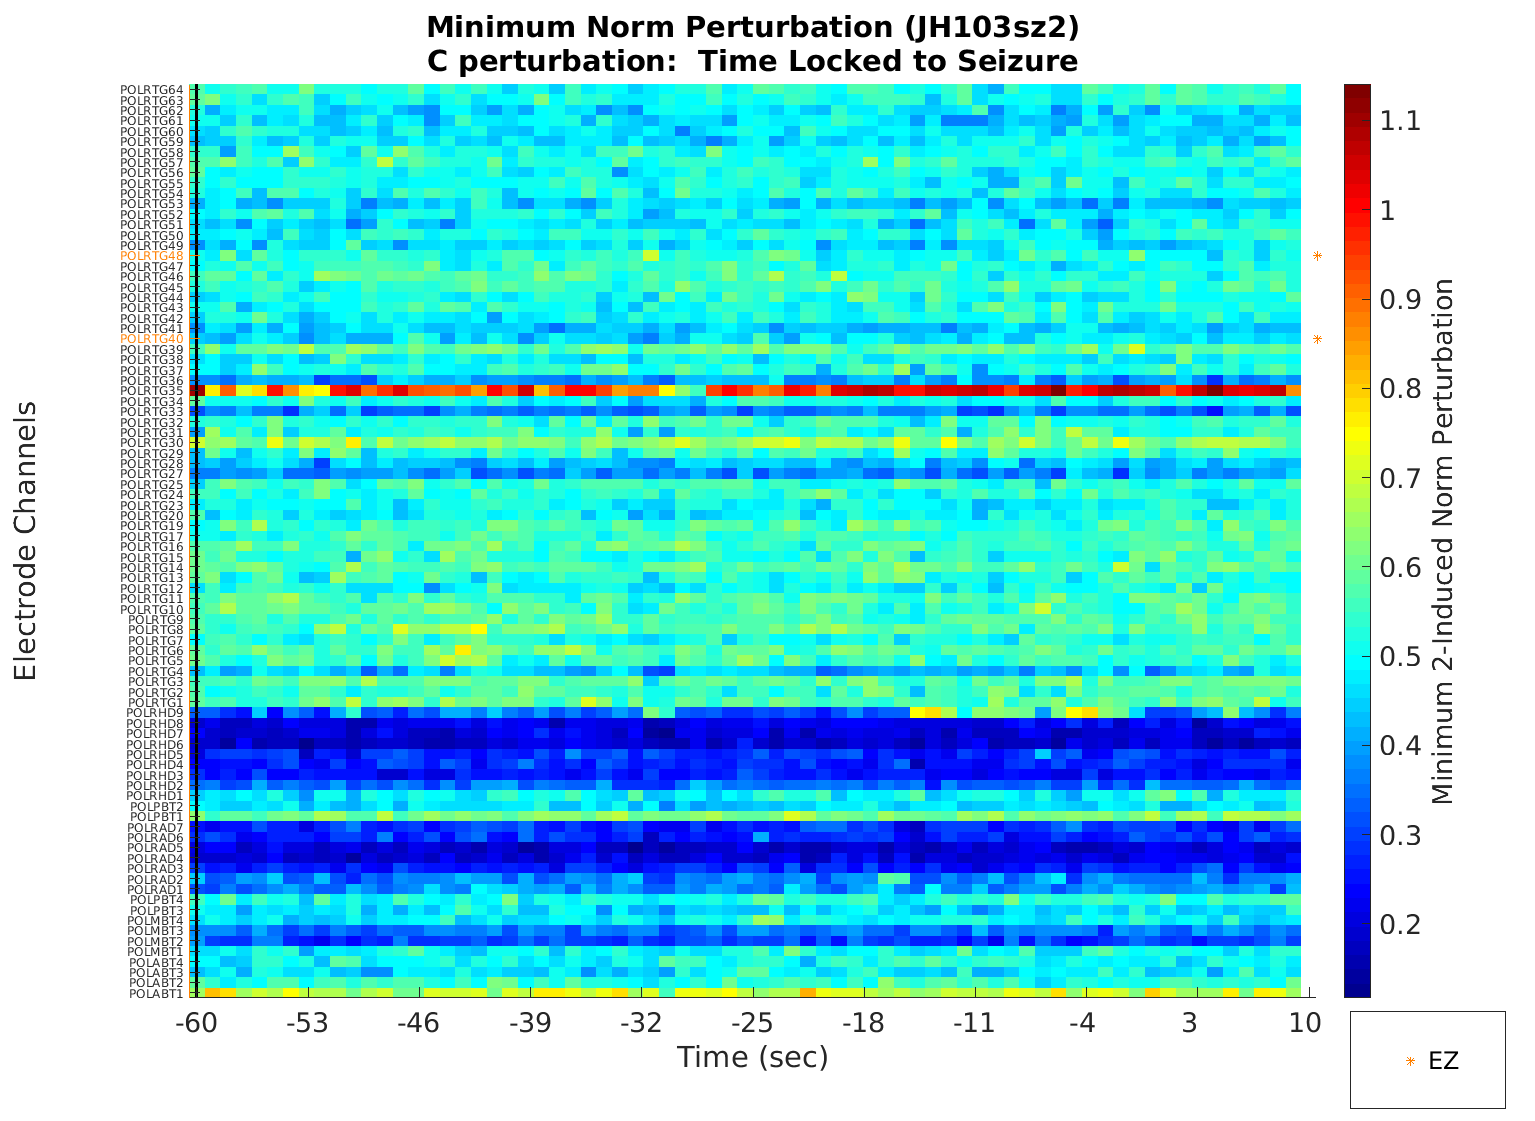 Minimum Norm Perturbation (JH103sz2)
C perturbation:  Time Locked to Seizure
Electrode Channels
POLRTG64
POLRTG63
POLRTG62
POLRTG61
POLRTG60
POLRTG59
POLRTG58
POLRTG57
POLRTG56
POLRTG55
POLRTG54
POLRTG53
POLRTG52
POLRTG51
POLRTG50
POLRTG49
POLRTG48
POLRTG47
POLRTG46
POLRTG45
POLRTG44
POLRTG43
POLRTG42
POLRTG41
POLRTG40
POLRTG39
POLRTG38
POLRTG37
POLRTG36
POLRTG35
POLRTG34
POLRTG33
POLRTG32
POLRTG31
POLRTG30
POLRTG29
POLRTG28
POLRTG27
POLRTG25
POLRTG24
POLRTG23
POLRTG20
POLRTG19
POLRTG17
POLRTG16
POLRTG15
POLRTG14
POLRTG13
POLRTG12
POLRTG11
POLRTG10
POLRTG9
POLRTG8
POLRTG7
POLRTG6
POLRTG5
POLRTG4
POLRTG3
POLRTG2
POLRTG1
POLRHD9
POLRHD8
POLRHD7
POLRHD6
POLRHD5
POLRHD4
POLRHD3
POLRHD2
POLRHD1
POLPBT2
POLPBT1
POLRAD7
POLRAD6
POLRAD5
POLRAD4
POLRAD3
POLRAD2
POLRAD1
POLPBT4
POLPBT3
POLMBT4
POLMBT3
POLMBT2
POLMBT1
POLABT4
POLABT3
POLABT2
POLABT1
-60 -53 -46 -39 -32 -25 -18 -11 -4 3 10
Time (sec)
1.1
1
0.9
0.8
0.7
0.6
0.5
0.4
0.3
0.2
Minimum 2-Induced Norm Perturbation
EZ